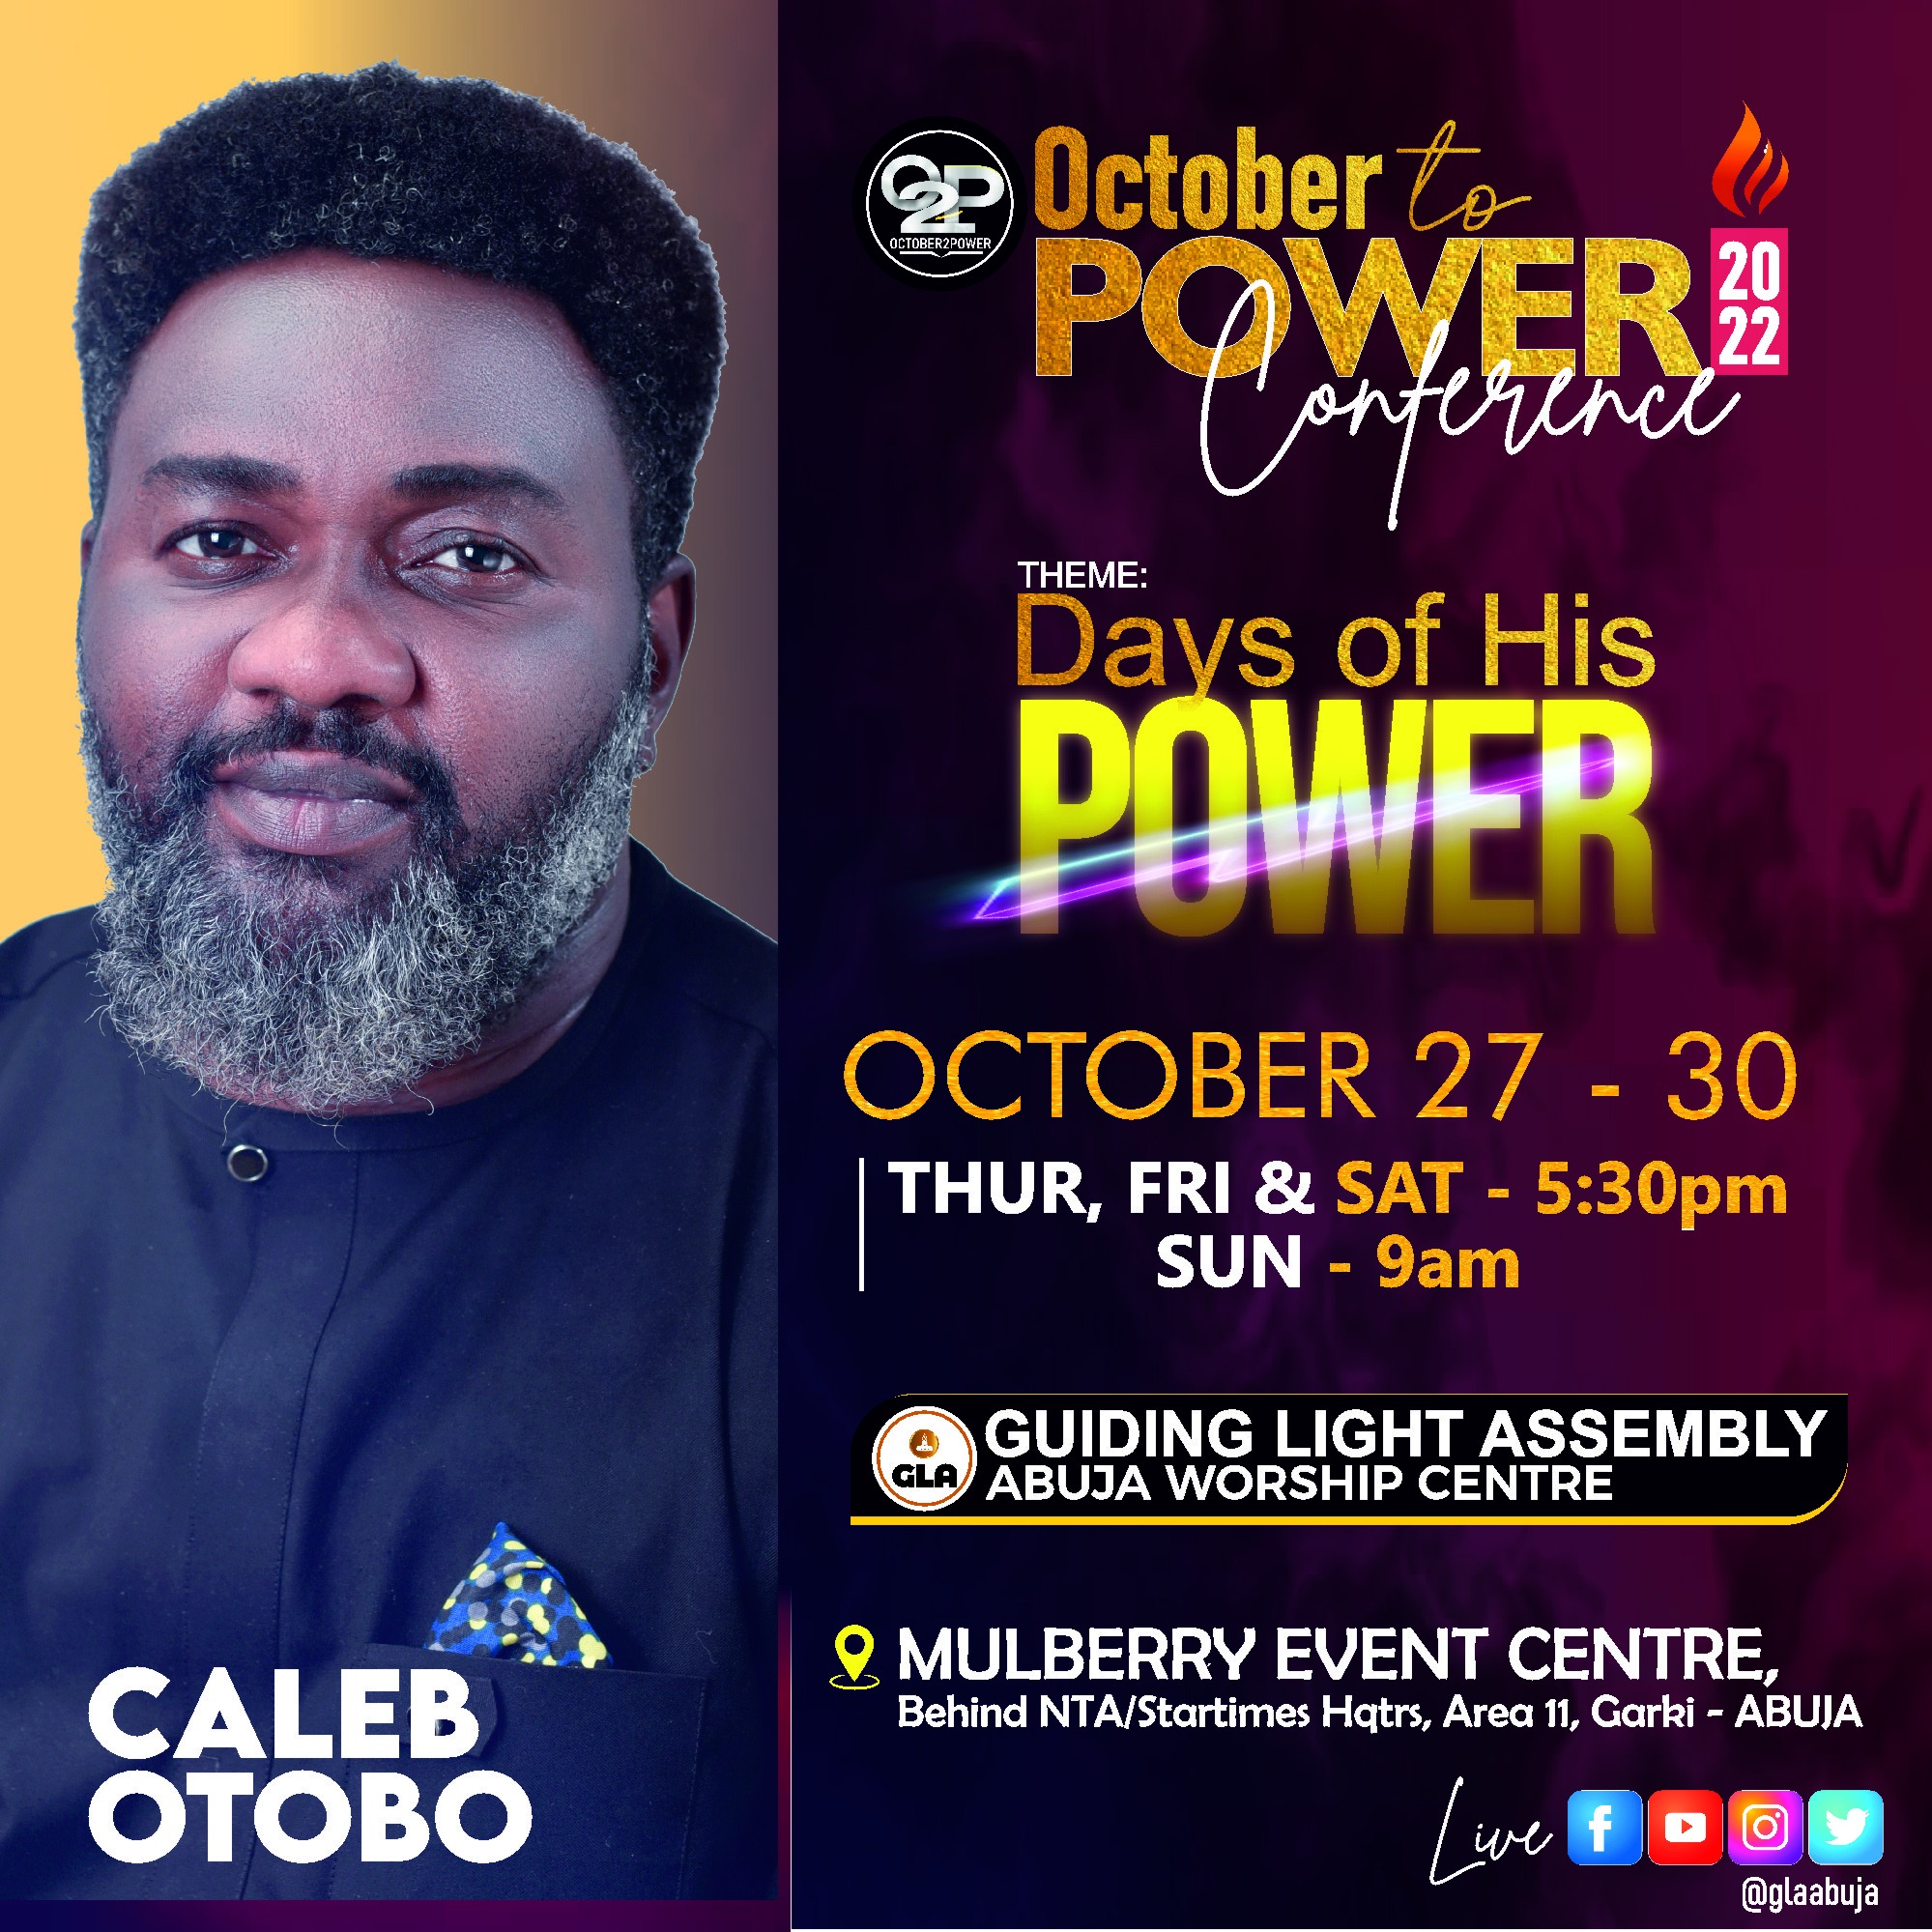 O2P
OCTOBER2POWER
October to
POWER
20
22
Conference
THEME:
Days of His
POWER
OCTOBER 27 - 30
THUR, FRI & SAT - 5:30pm
SUN - 9am
GLA
GUIDING LIGHT ASSEMBLY
ABUJA WORSHIP CENTRE
MULBERRY EVENT CENTRE,
Behind NTA/Startimes Hqtrs, Area 11, Garki - ABUJA
CALEB
OTOBO
Live
@glaabuja